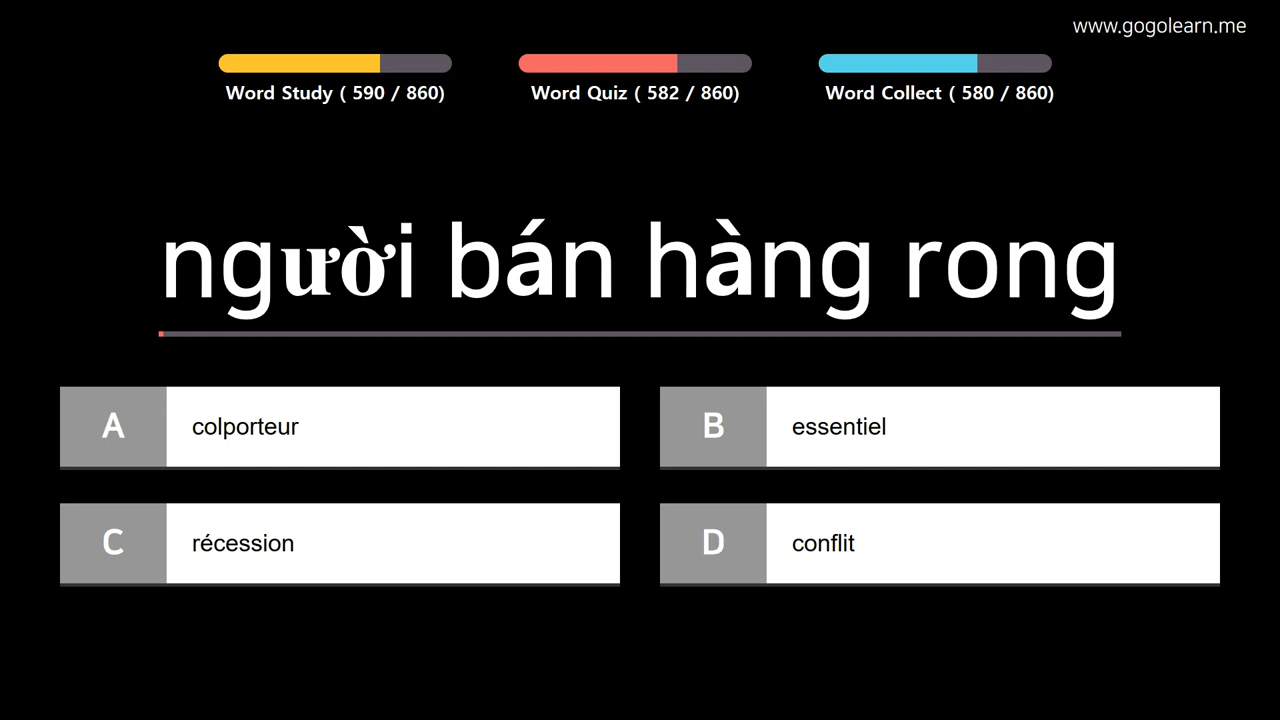 www.gogolearn.me
Word Study ( 590 / 860)
Word Quiz ( 582 / 860)
Word Collect ( 580 / 860)
người bán hàng rong
A colporteur
B essentiel
C récession
D conflit